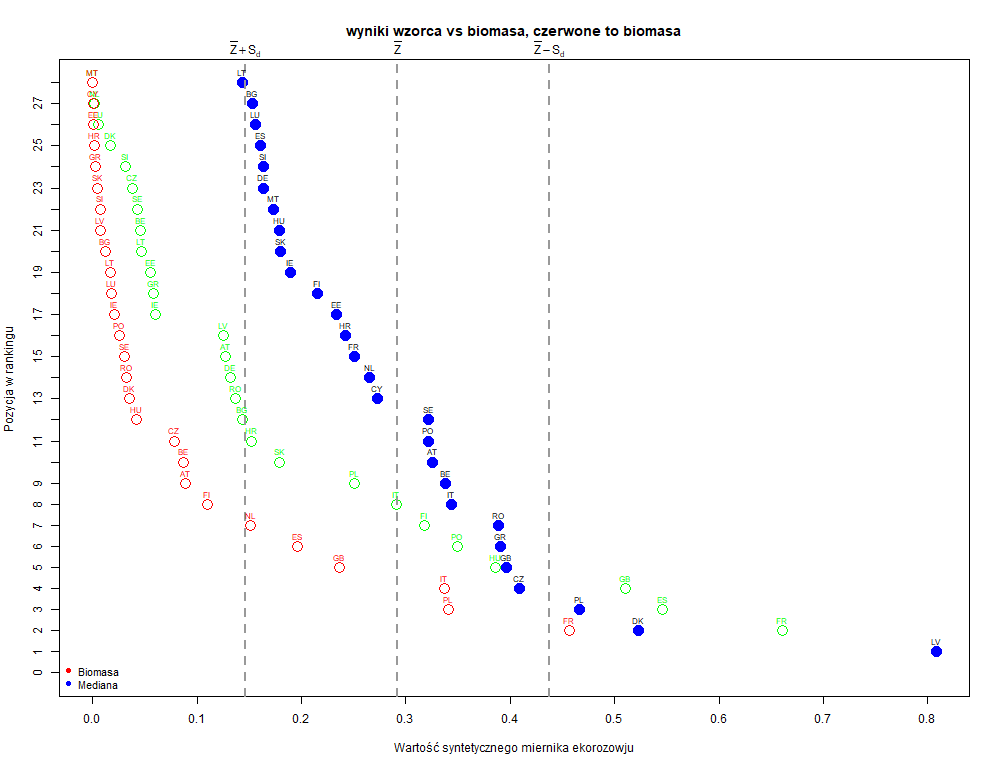 wyniki wzorca vs biomasa, czerwone to biomasa
Z + Sd
Z
Z − Sd
MT
LT
CY
BG
EE
LU
HR
DK
ES
GR
SI
SI
SK
CZ
DE
SI
SE
MT
LV
BE
HU
BG
LT
SK
LT
EE
IE
LU
GR
FI
IE
IE
EE
PO
LV
HR
SE
AT
FR
RO
DE
NL
DK
RO
CY
HU
BG
SE
CZ
HR
PO
BE
SK
AT
AT
PL
BE
FI
IT
IT
NL
FI
RO
ES
PO
GR
GB
HU
GB
IT
CZ
GB
PL
PL
ES
FR
DK
FR
LV
27
25
23
21
19
17
15
13
11
9
8
7
6
5
4
3
2
1
0
Pozycja w rankingu
Biomasa
Mediana
0.0
0.1
0.2
0.3
0.4
0.5
0.6
0.7
0.8
Wartość syntetycznego miernika ekorozowju